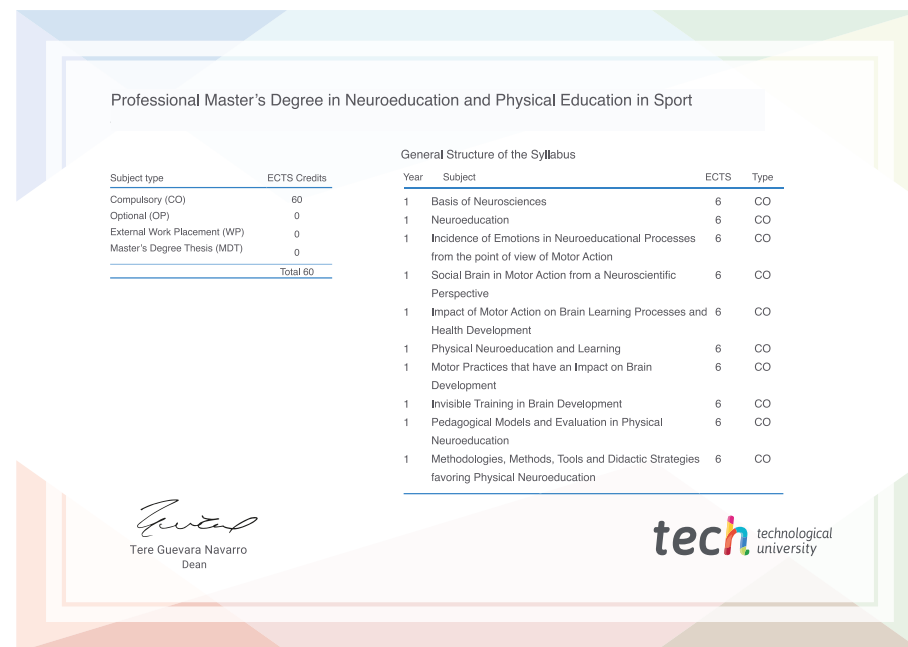 Professional Master's Degree in Neuroeducation and Physical Education in Sport
Subject type ECTS Credits
Compulsory (CO) 60
Optional (OP) 0
External Work Placement (WP) 0
Master's Degree Thesis (MDT) 0
Total 60
General Structure of the Syllabus
Year Subject ECTS Type
1 Basis of Neurosciences 6 CO
1 Neuroeducation 6 CO
1 Incidence of Emotions in Neuroeducational Processes 6 CO
from the point of view of Motor Action
1 Social Brain in Motor Action from a Neuroscientific 6 CO
Perspective
1 Impact of Motor Action on Brain Learning Processes and 6 CO
Health Development
1 Physical Neuroeducation and Learning 6 CO
1 Motor Practices that have an Impact on Brain 6 CO
Development
1 Invisible Training in Brain Development 6 CO
1 Pedagogical Models and Evaluation in Physical 6 CO
Neuroeducation
1 Methodologies, Methods, Tools and Didactic Strategies 6 CO
favoring Physical Neuroeducation
Tere Guevara Navarro
Dean
tech technological
university